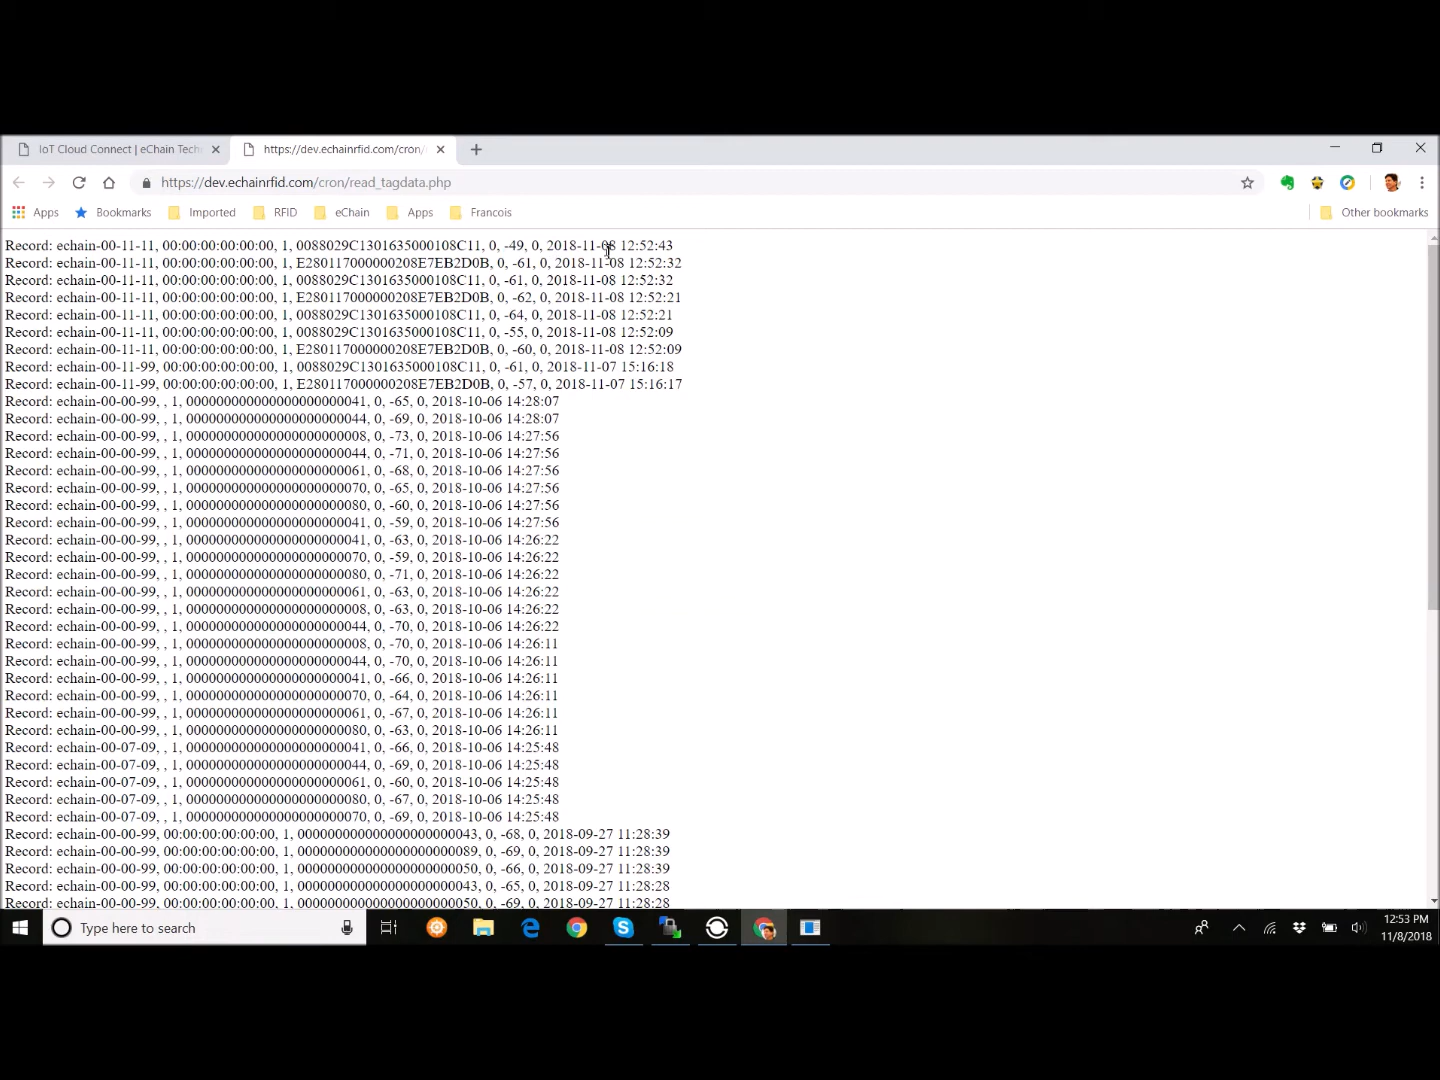 IoT Cloud Connect | eChain Tech
https://dev.echainrfid.com/cron/
https://dev.echainrfid.com/cron/read_tagdata.php
Apps Bookmarks Imported RFID eChain Apps Francois Other bookmarks
Record: echain-00-11-11, 00:00:00:00:00:00, 1, 0088029C1301635000108C11, 0, -49, 0, 2018-11-08 12:52:43
Record: echain-00-11-11, 00:00:00:00:00:00, 1, E280117000000208E7EB2D0B, 0, -61, 0, 2018-11-08 12:52:32
Record: echain-00-11-11, 00:00:00:00:00:00, 1, 0088029C1301635000108C11, 0, -61, 0, 2018-11-08 12:52:32
Record: echain-00-11-11, 00:00:00:00:00:00, 1, E280117000000208E7EB2D0B, 0, -62, 0, 2018-11-08 12:52:21
Record: echain-00-11-11, 00:00:00:00:00:00, 1, 0088029C1301635000108C11, 0, -64, 0, 2018-11-08 12:52:21
Record: echain-00-11-11, 00:00:00:00:00:00, 1, 0088029C1301635000108C11, 0, -55, 0, 2018-11-08 12:52:09
Record: echain-00-11-11, 00:00:00:00:00:00, 1, E280117000000208E7EB2D0B, 0, -60, 0, 2018-11-08 12:52:09
Record: echain-00-11-99, 00:00:00:00:00:00, 1, 0088029C1301635000108C11, 0, -61, 0, 2018-11-07 15:16:18
Record: echain-00-11-99, 00:00:00:00:00:00, 1, E280117000000208E7EB2D0B, 0, -57, 0, 2018-11-07 15:16:17
Record: echain-00-00-99, , 1, 000000000000000000000041, 0, -65, 0, 2018-10-06 14:28:07
Record: echain-00-00-99, , 1, 000000000000000000000044, 0, -69, 0, 2018-10-06 14:28:07
Record: echain-00-00-99, , 1, 000000000000000000000008, 0, -73, 0, 2018-10-06 14:27:56
Record: echain-00-00-99, , 1, 000000000000000000000044, 0, -71, 0, 2018-10-06 14:27:56
Record: echain-00-00-99, , 1, 000000000000000000000061, 0, -68, 0, 2018-10-06 14:27:56
Record: echain-00-00-99, , 1, 000000000000000000000070, 0, -65, 0, 2018-10-06 14:27:56
Record: echain-00-00-99, , 1, 000000000000000000000080, 0, -60, 0, 2018-10-06 14:27:56
Record: echain-00-00-99, , 1, 000000000000000000000041, 0, -59, 0, 2018-10-06 14:27:56
Record: echain-00-00-99, , 1, 000000000000000000000041, 0, -63, 0, 2018-10-06 14:26:22
Record: echain-00-00-99, , 1, 000000000000000000000070, 0, -59, 0, 2018-10-06 14:26:22
Record: echain-00-00-99, , 1, 000000000000000000000080, 0, -71, 0, 2018-10-06 14:26:22
Record: echain-00-00-99, , 1, 000000000000000000000061, 0, -63, 0, 2018-10-06 14:26:22
Record: echain-00-00-99, , 1, 000000000000000000000008, 0, -63, 0, 2018-10-06 14:26:22
Record: echain-00-00-99, , 1, 000000000000000000000044, 0, -70, 0, 2018-10-06 14:26:22
Record: echain-00-00-99, , 1, 000000000000000000000008, 0, -70, 0, 2018-10-06 14:26:11
Record: echain-00-00-99, , 1, 000000000000000000000044, 0, -70, 0, 2018-10-06 14:26:11
Record: echain-00-00-99, , 1, 000000000000000000000041, 0, -66, 0, 2018-10-06 14:26:11
Record: echain-00-00-99, , 1, 000000000000000000000070, 0, -64, 0, 2018-10-06 14:26:11
Record: echain-00-00-99, , 1, 000000000000000000000061, 0, -67, 0, 2018-10-06 14:26:11
Record: echain-00-00-99, , 1, 000000000000000000000080, 0, -63, 0, 2018-10-06 14:26:11
Record: echain-00-07-09, , 1, 000000000000000000000041, 0, -66, 0, 2018-10-06 14:25:48
Record: echain-00-07-09, , 1, 000000000000000000000044, 0, -69, 0, 2018-10-06 14:25:48
Record: echain-00-07-09, , 1, 000000000000000000000061, 0, -60, 0, 2018-10-06 14:25:48
Record: echain-00-07-09, , 1, 000000000000000000000080, 0, -67, 0, 2018-10-06 14:25:48
Record: echain-00-07-09, , 1, 000000000000000000000070, 0, -69, 0, 2018-10-06 14:25:48
Record: echain-00-00-99, 00:00:00:00:00:00, 1, 000000000000000000000043, 0, -68, 0, 2018-09-27 11:28:39
Record: echain-00-00-99, 00:00:00:00:00:00, 1, 000000000000000000000089, 0, -69, 0, 2018-09-27 11:28:39
Record: echain-00-00-99, 00:00:00:00:00:00, 1, 000000000000000000000050, 0, -66, 0, 2018-09-27 11:28:39
Record: echain-00-00-99, 00:00:00:00:00:00, 1, 000000000000000000000043, 0, -65, 0, 2018-09-27 11:28:28
Record: echain-00-00-99, 00:00:00:00:00:00, 1, 000000000000000000000050, 0, -69, 0, 2018-09-27 11:28:28
Type here to search
12:53 PM
11/8/2018